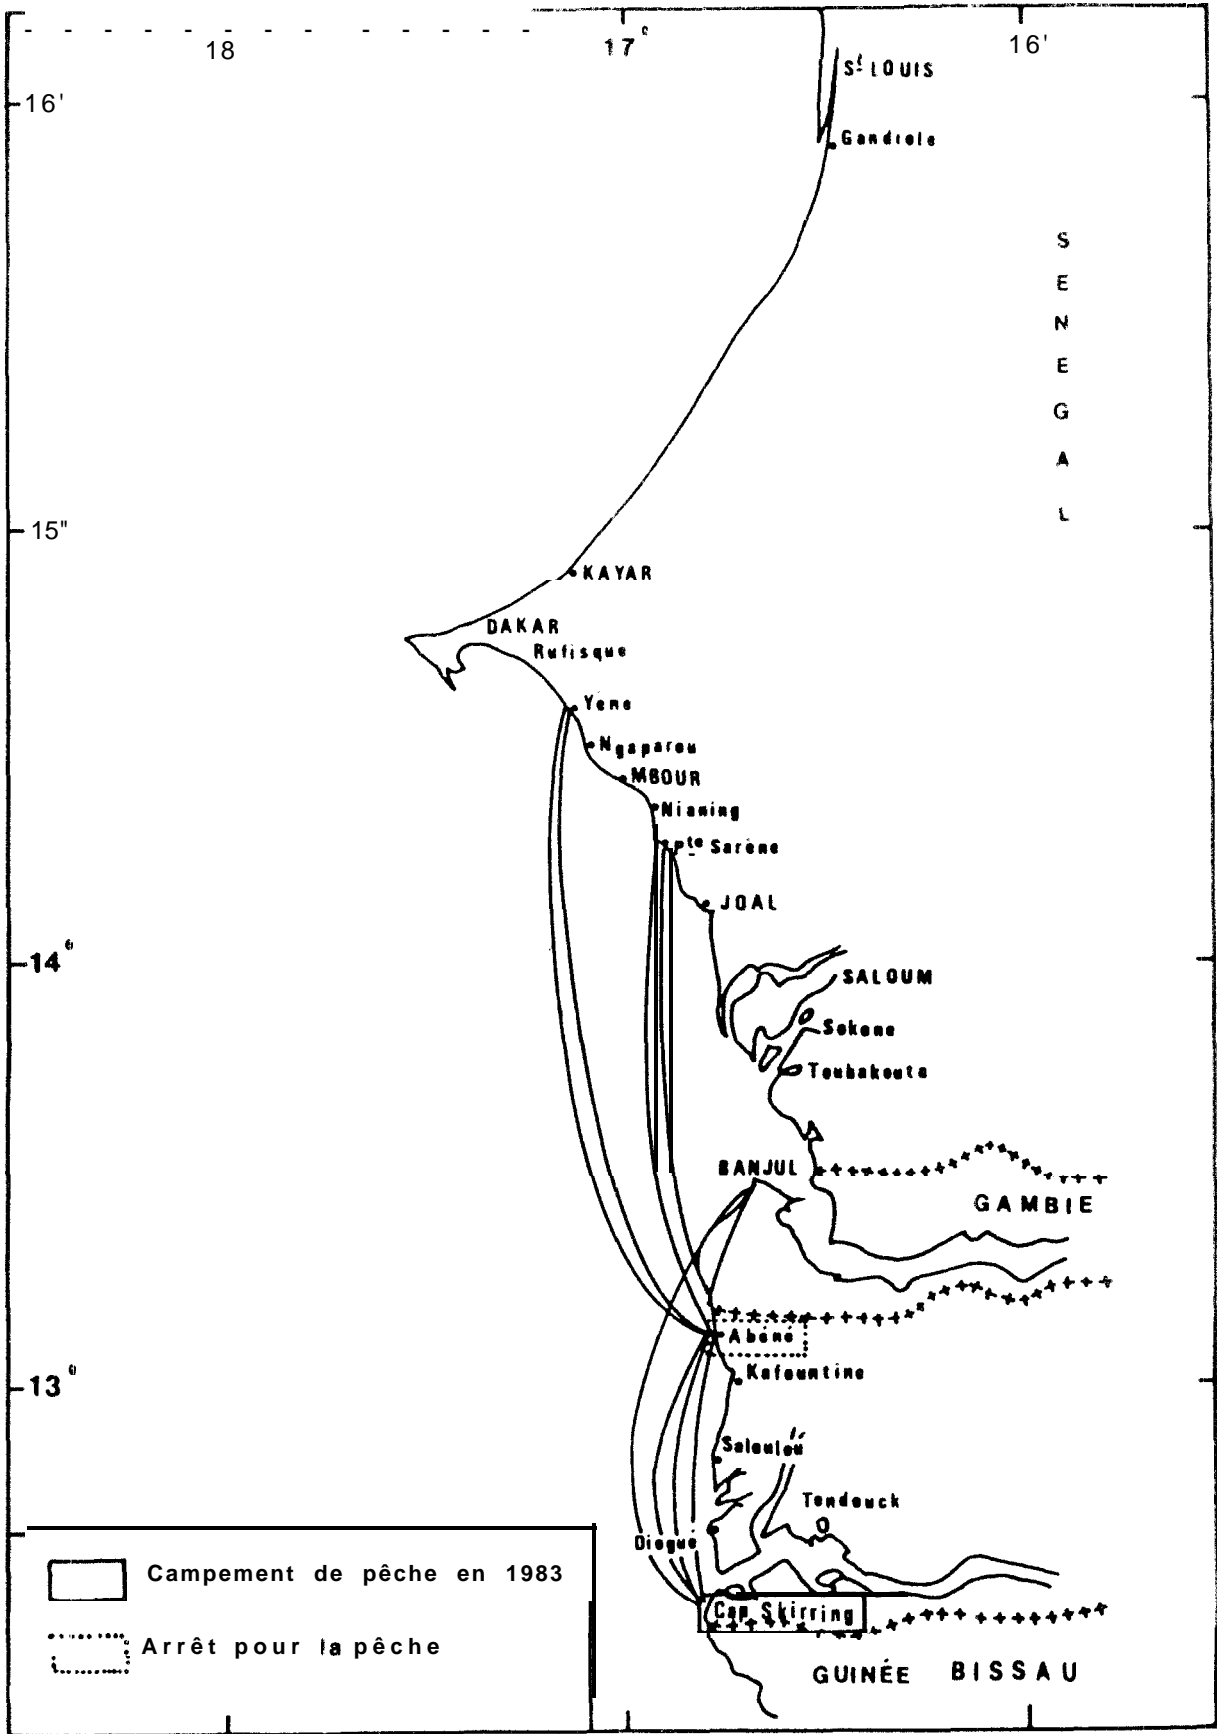 18
17°
16'
Sᵗ LOUIS
16'
Gandiole
S
E
N
E
G
A
L
15"
KAYAR
DAKAR
Rufisque
Yène
Ngaparou
MBOUR
Nianing
Pᵗᵉ Sarène
JOAL
14°
SALOUM
Sokone
Toubakouta
BANJUL
GAMBIE
Abéné
Kafountine
13°
Saloulou
Tendouck
Diogué
Campement de pêche en 1983
Cap Skirring
Arrêt pour la pêche
GUINÉE BISSAU